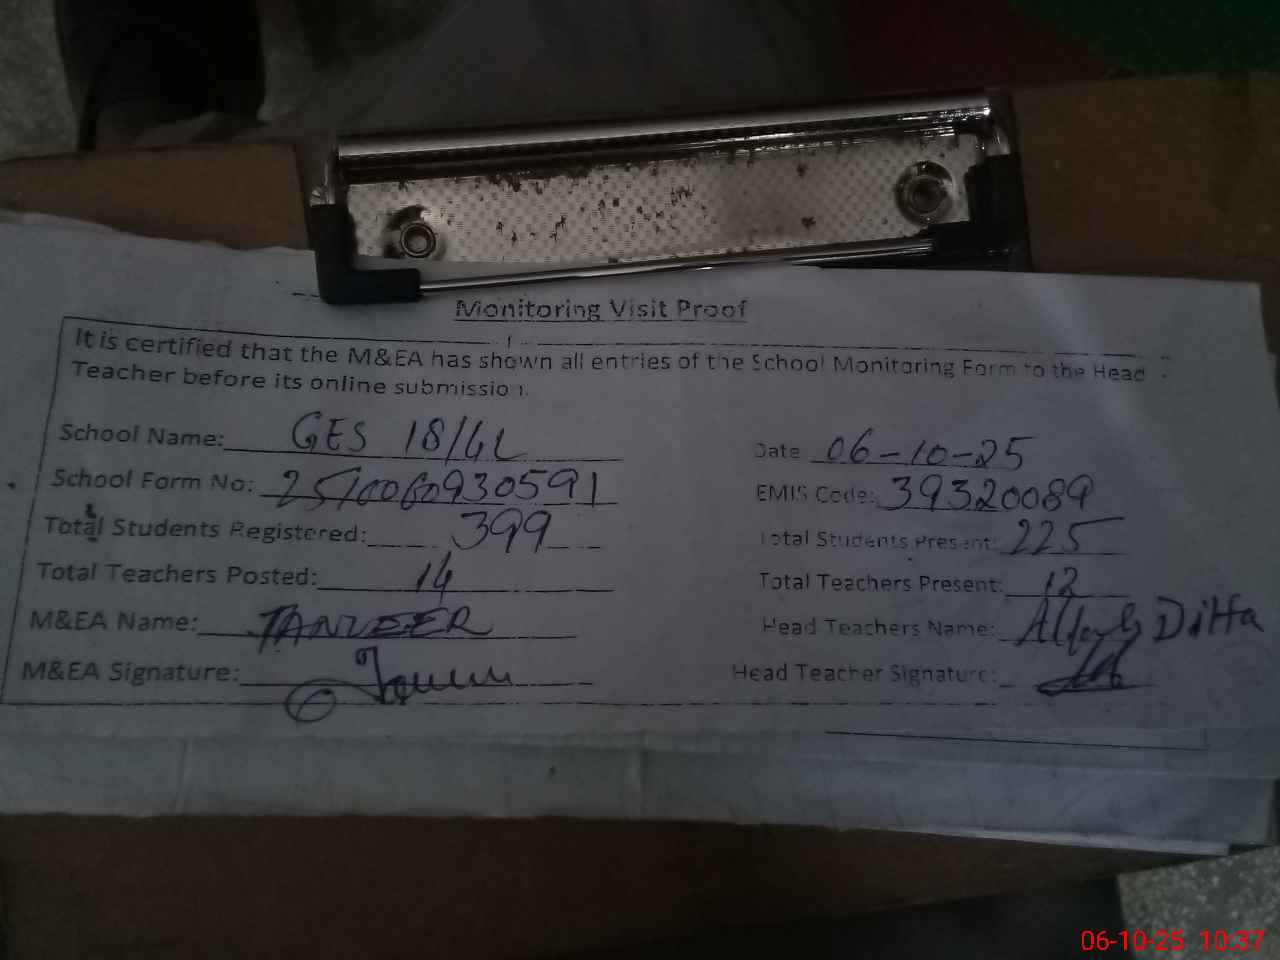 Monitoring Visit Proof
It is certified that the M&EA has shown all entries of the School Monitoring Form to the Head
Teacher before its online submission.
School Name: GES 18/4L Date 06-10-25
School Form No: 2510060930591 EMIS Code: 39320089
Total Students Registered: 399 Total Students Present: 225
Total Teachers Posted: 14 Total Teachers Present: 12
M&EA Name: TANVEER Head Teachers Name: Ditta
M&EA Signature: Head Teacher Signature:
06-10-25 10:37